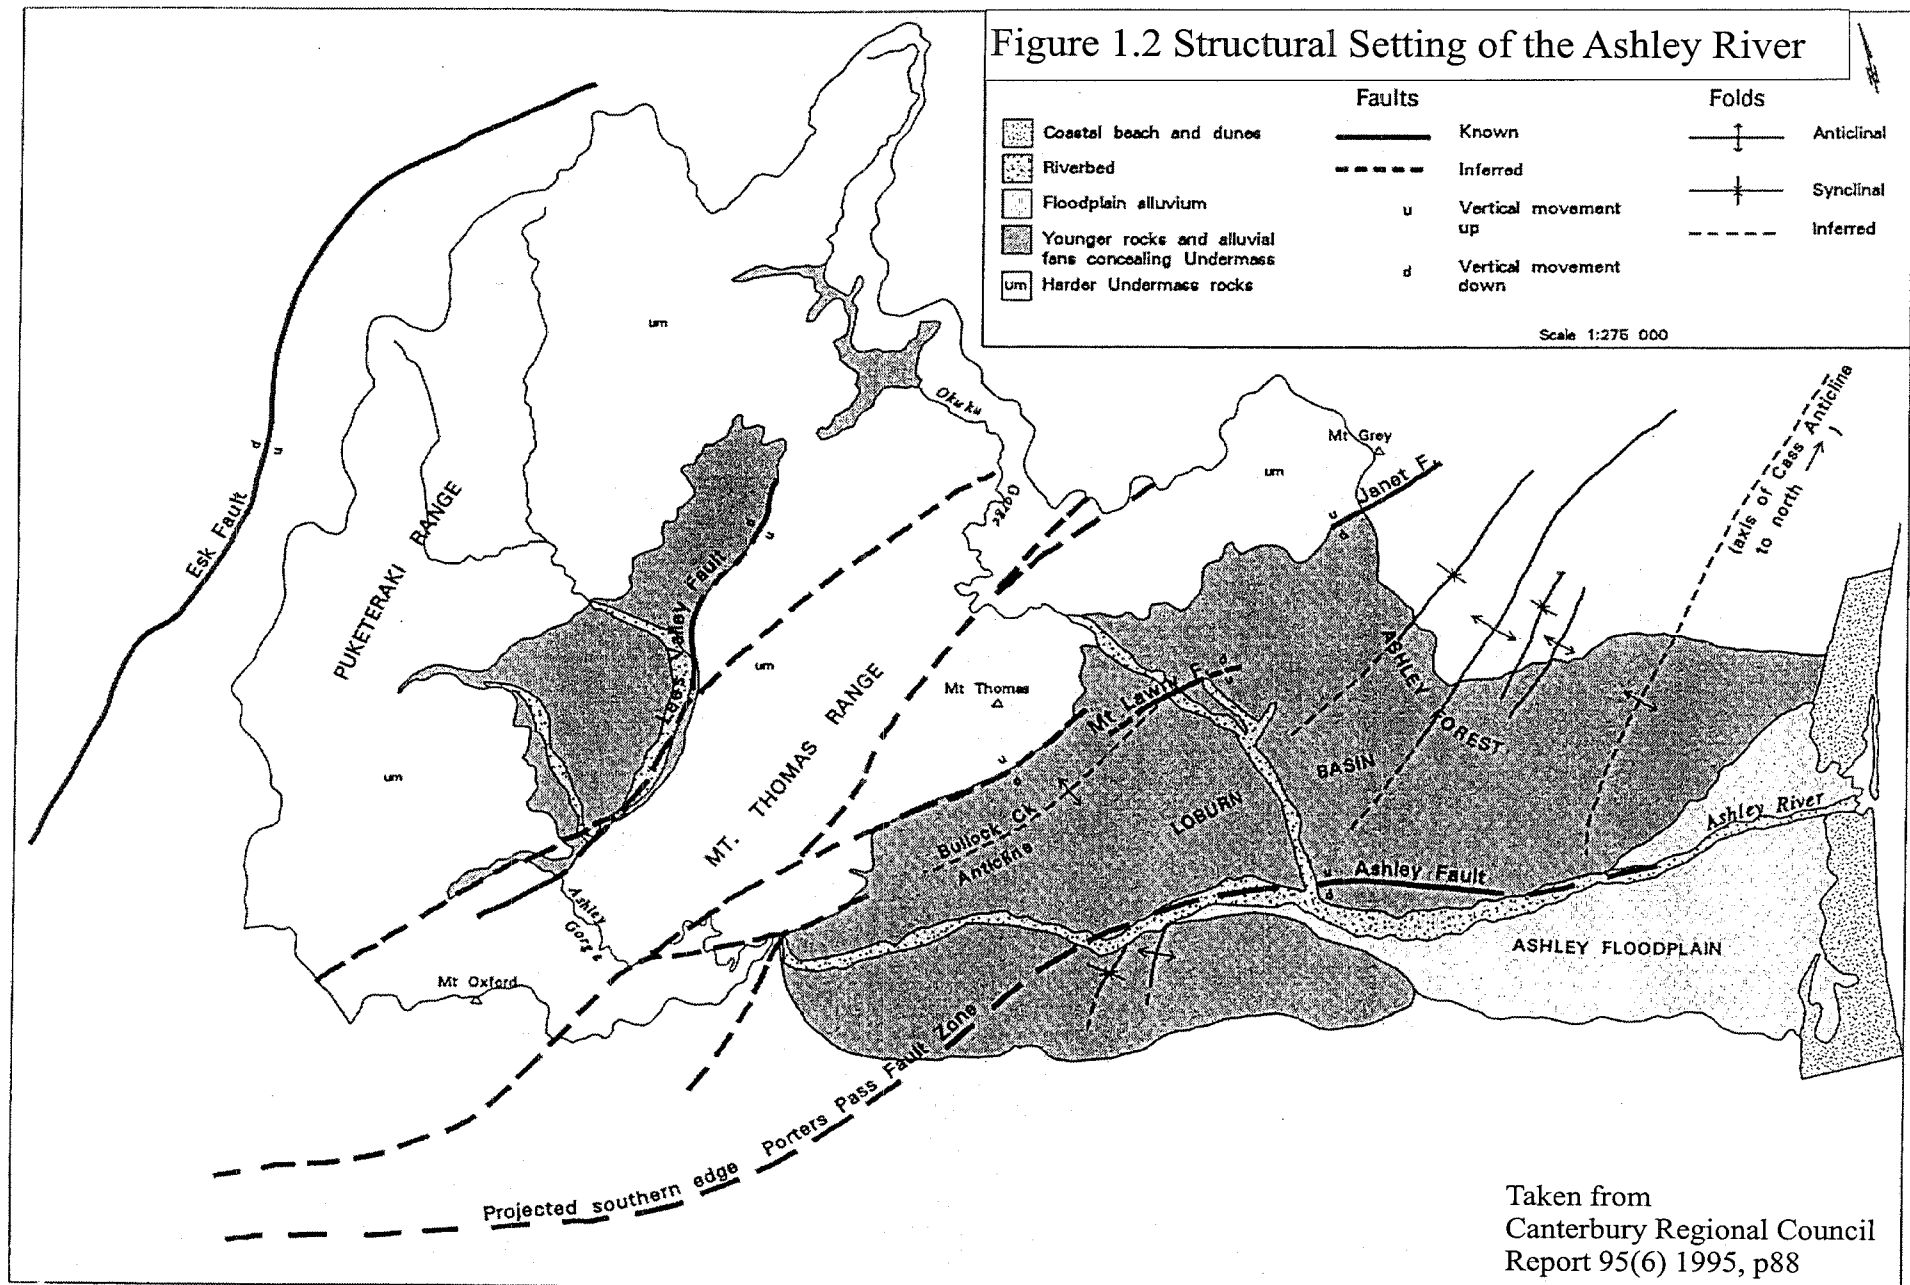 Figure 1.2 Structural Setting of the Ashley River
Faults
Folds
Coastal beach and dunes
Riverbed
Floodplain alluvium
Younger rocks and alluvial
fans concealing Undermass
um
Harder Undermass rocks
Known
Inferred
u
Vertical movement
up
d
Vertical movement
down
Anticlinal
Synclinal
Inferred
Scale 1:275 000
um
Okuku
Gorge
Mt Grey
um
Janet F.
u
d
(axis of Cass Anticline
to north
)
d
u
Esk Fault
PUKETERAKI RANGE
d
u
Lees Valley Fault
um
um
MT. THOMAS RANGE
Mt Thomas
Mt Lawry F.
d
u
u
d
ASHLEY
FOREST
LOBURN
BASIN
Bullock Ck
Anticline
Ashley River
u
d
Ashley Fault
ASHLEY FLOODPLAIN
Ashley
Gorge
Mt Oxford
Projected southern edge Porters Pass Fault Zone
Taken from
Canterbury Regional Council
Report 95(6) 1995, p88